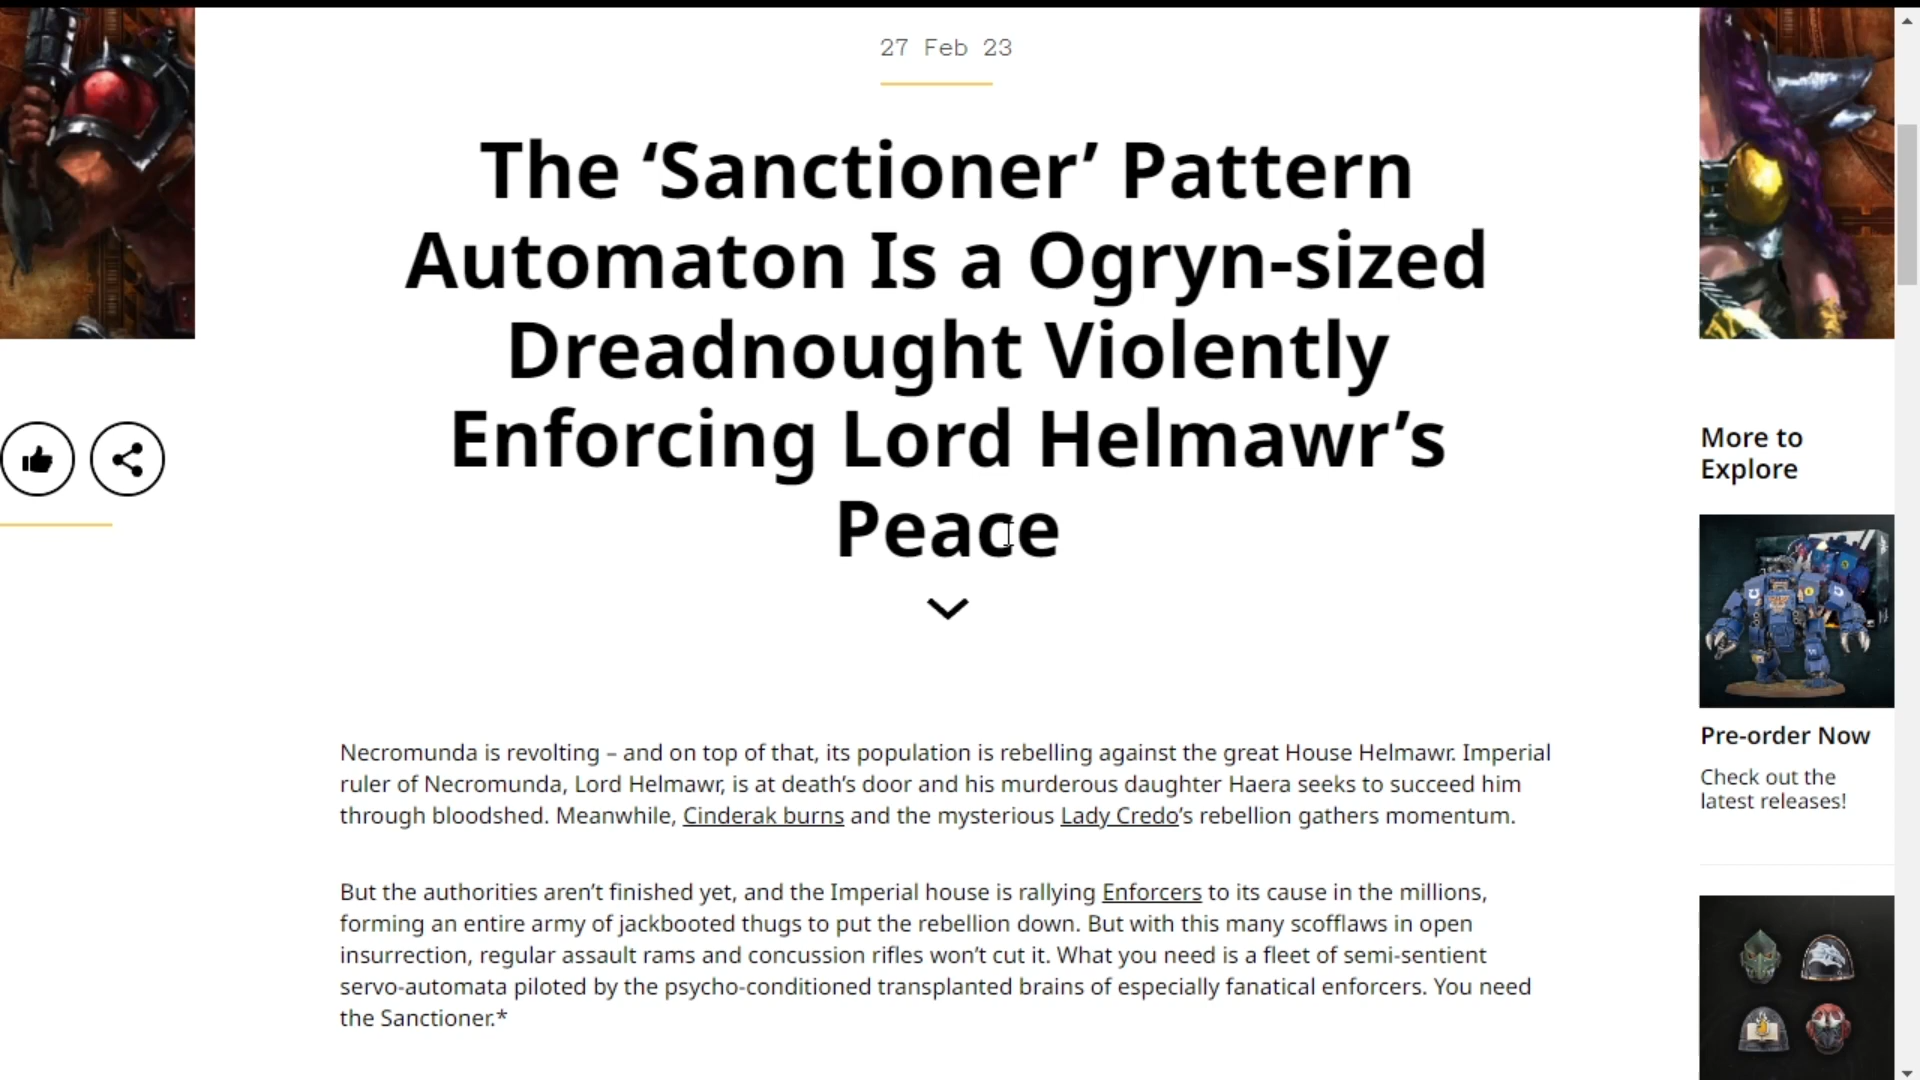 27 Feb 23
The ‘Sanctioner’ Pattern
Automaton Is a Ogryn-sized
Dreadnought Violently
Enforcing Lord Helmawr’s
Peace
Necromunda is revolting – and on top of that, its population is rebelling against the great House Helmawr. Imperial
ruler of Necromunda, Lord Helmawr, is at death’s door and his murderous daughter Haera seeks to succeed him
through bloodshed. Meanwhile, Cinderak burns and the mysterious Lady Credo’s rebellion gathers momentum.
But the authorities aren’t finished yet, and the Imperial house is rallying Enforcers to its cause in the millions,
forming an entire army of jackbooted thugs to put the rebellion down. But with this many scofflaws in open
insurrection, regular assault rams and concussion rifles won’t cut it. What you need is a fleet of semi-sentient
servo-automata piloted by the psycho-conditioned transplanted brains of especially fanatical enforcers. You need
the Sanctioner.*
More to
Explore
Pre-order Now
Check out the
latest releases!